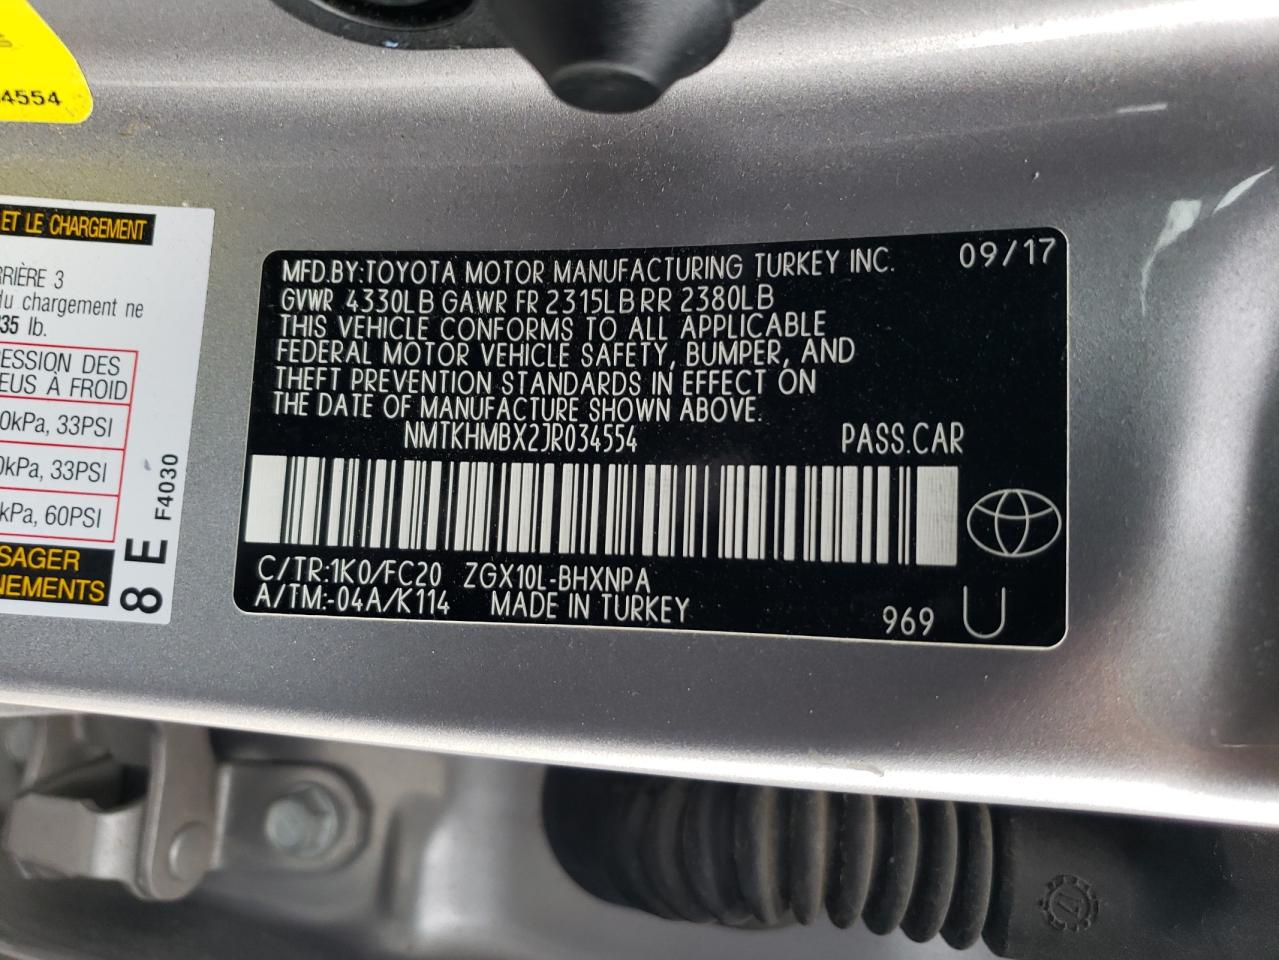 4554
ET LE CHARGEMENT
RRIÈRE 3
du chargement ne
35 lb.
ESSION DES
EUS À FROID
0kPa, 33PSI
0kPa, 33PSI
kPa, 60PSI
SAGER
NEMENTS
8 E F4030
MFD.BY:TOYOTA MOTOR MANUFACTURING TURKEY INC. 09/17
GVWR 4330LB GAWR FR 2315LB RR 2380LB
THIS VEHICLE CONFORMS TO ALL APPLICABLE
FEDERAL MOTOR VEHICLE SAFETY, BUMPER, AND
THEFT PREVENTION STANDARDS IN EFFECT ON
THE DATE OF MANUFACTURE SHOWN ABOVE.
NMTKHMBX2JR034554 PASS.CAR
C/TR:1K0/FC20 ZGX10L-BHXNPA
A/TM:-04A/K114 MADE IN TURKEY
969 U